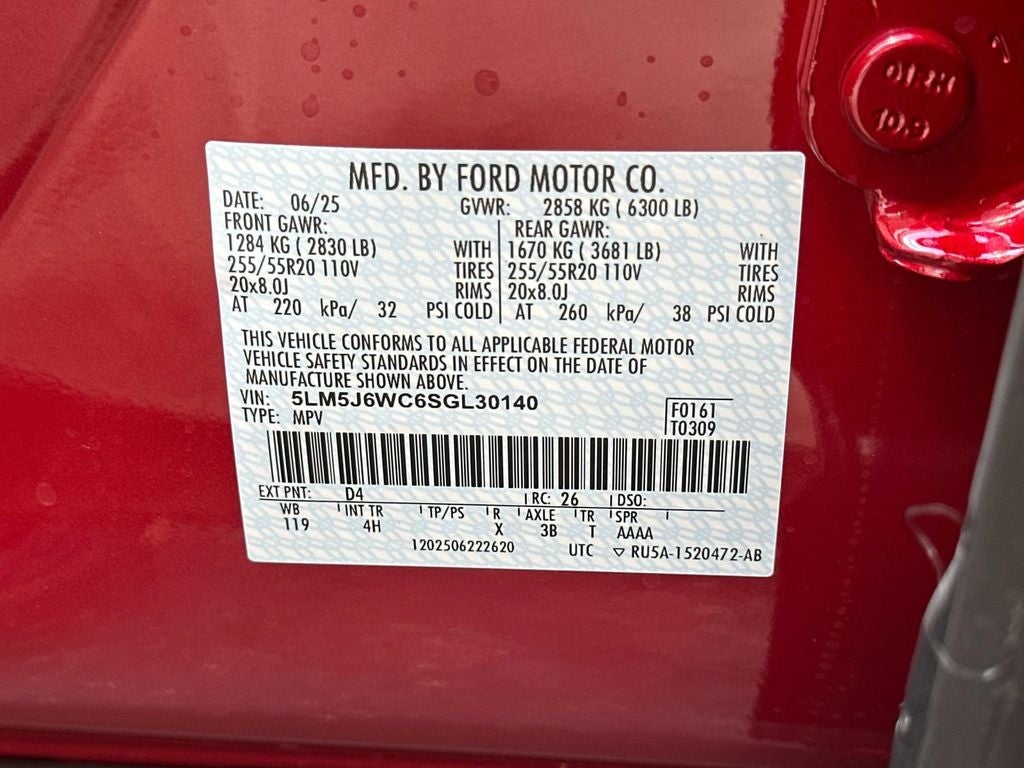 MFD. BY FORD MOTOR CO.
DATE: 06/25 GVWR: 2858 KG ( 6300 LB)
FRONT GAWR: REAR GAWR:
1284 KG ( 2830 LB) WITH 1670 KG ( 3681 LB) WITH
255/55R20 110V TIRES 255/55R20 110V TIRES
20x8.0J RIMS 20x8.0J RIMS
AT 220 kPa/ 32 PSI COLD AT 260 kPa/ 38 PSI COLD
THIS VEHICLE CONFORMS TO ALL APPLICABLE FEDERAL MOTOR
VEHICLE SAFETY STANDARDS IN EFFECT ON THE DATE OF
MANUFACTURE SHOWN ABOVE.
VIN: 5LM5J6WC6SGL30140 F0161
TYPE: MPV T0309
EXT PNT: D4 RC: 26 DSO:
WB INT TR TP/PS R AXLE TR SPR
119 4H X 3B T AAAA
1202506222620 UTC ▽ RU5A-1520472-AB
10.9